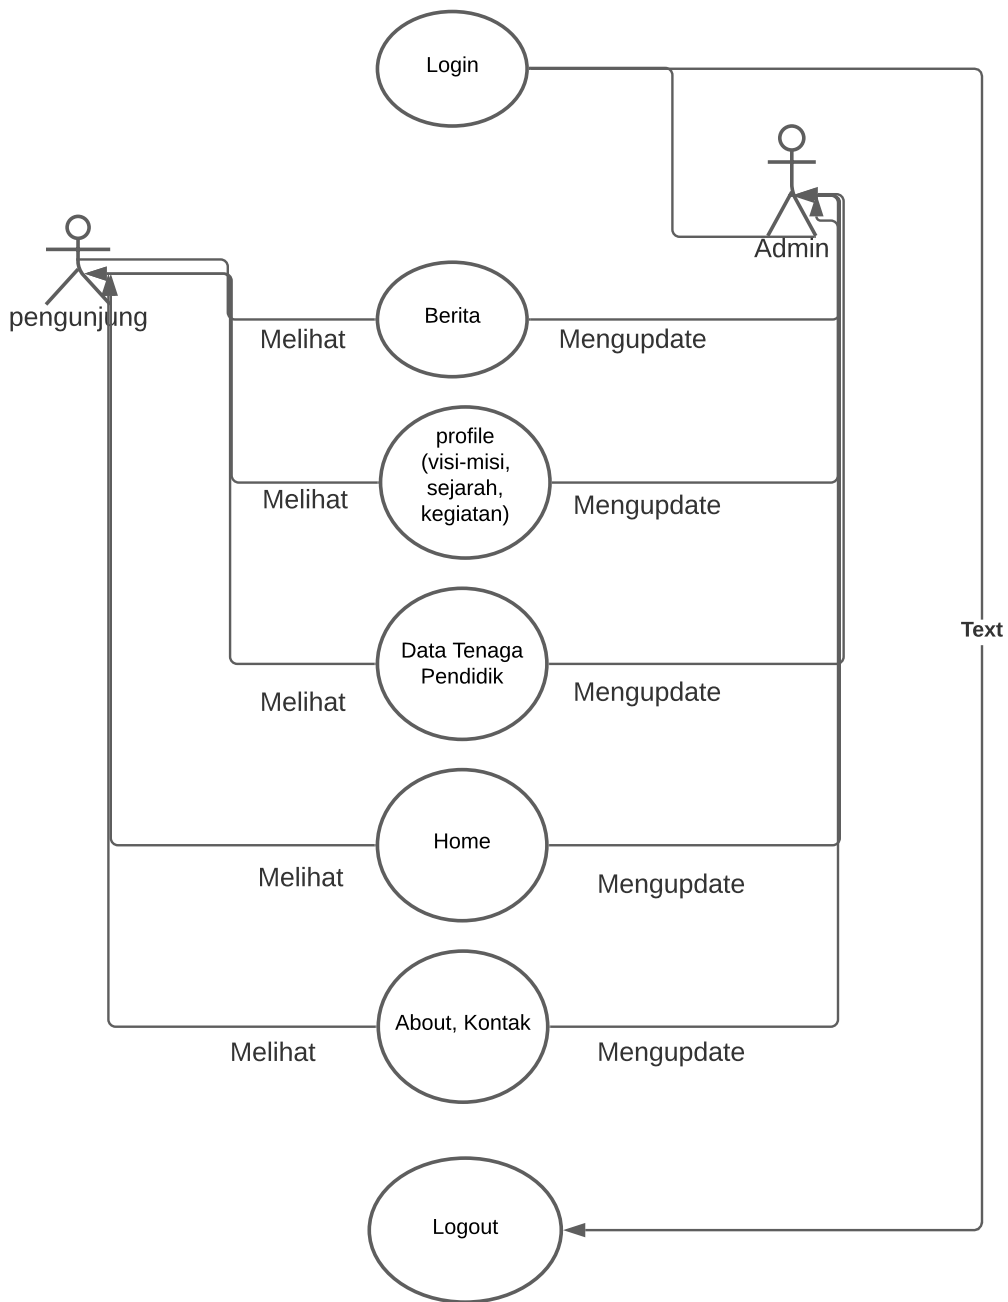 Login
Admin
pengunjung
Berita
Melihat
Mengupdate
profile
(visi-misi,
sejarah,
kegiatan)
Melihat
Mengupdate
Text
Data Tenaga
Pendidik
Melihat
Mengupdate
Home
Melihat
Mengupdate
About, Kontak
Melihat
Mengupdate
Logout